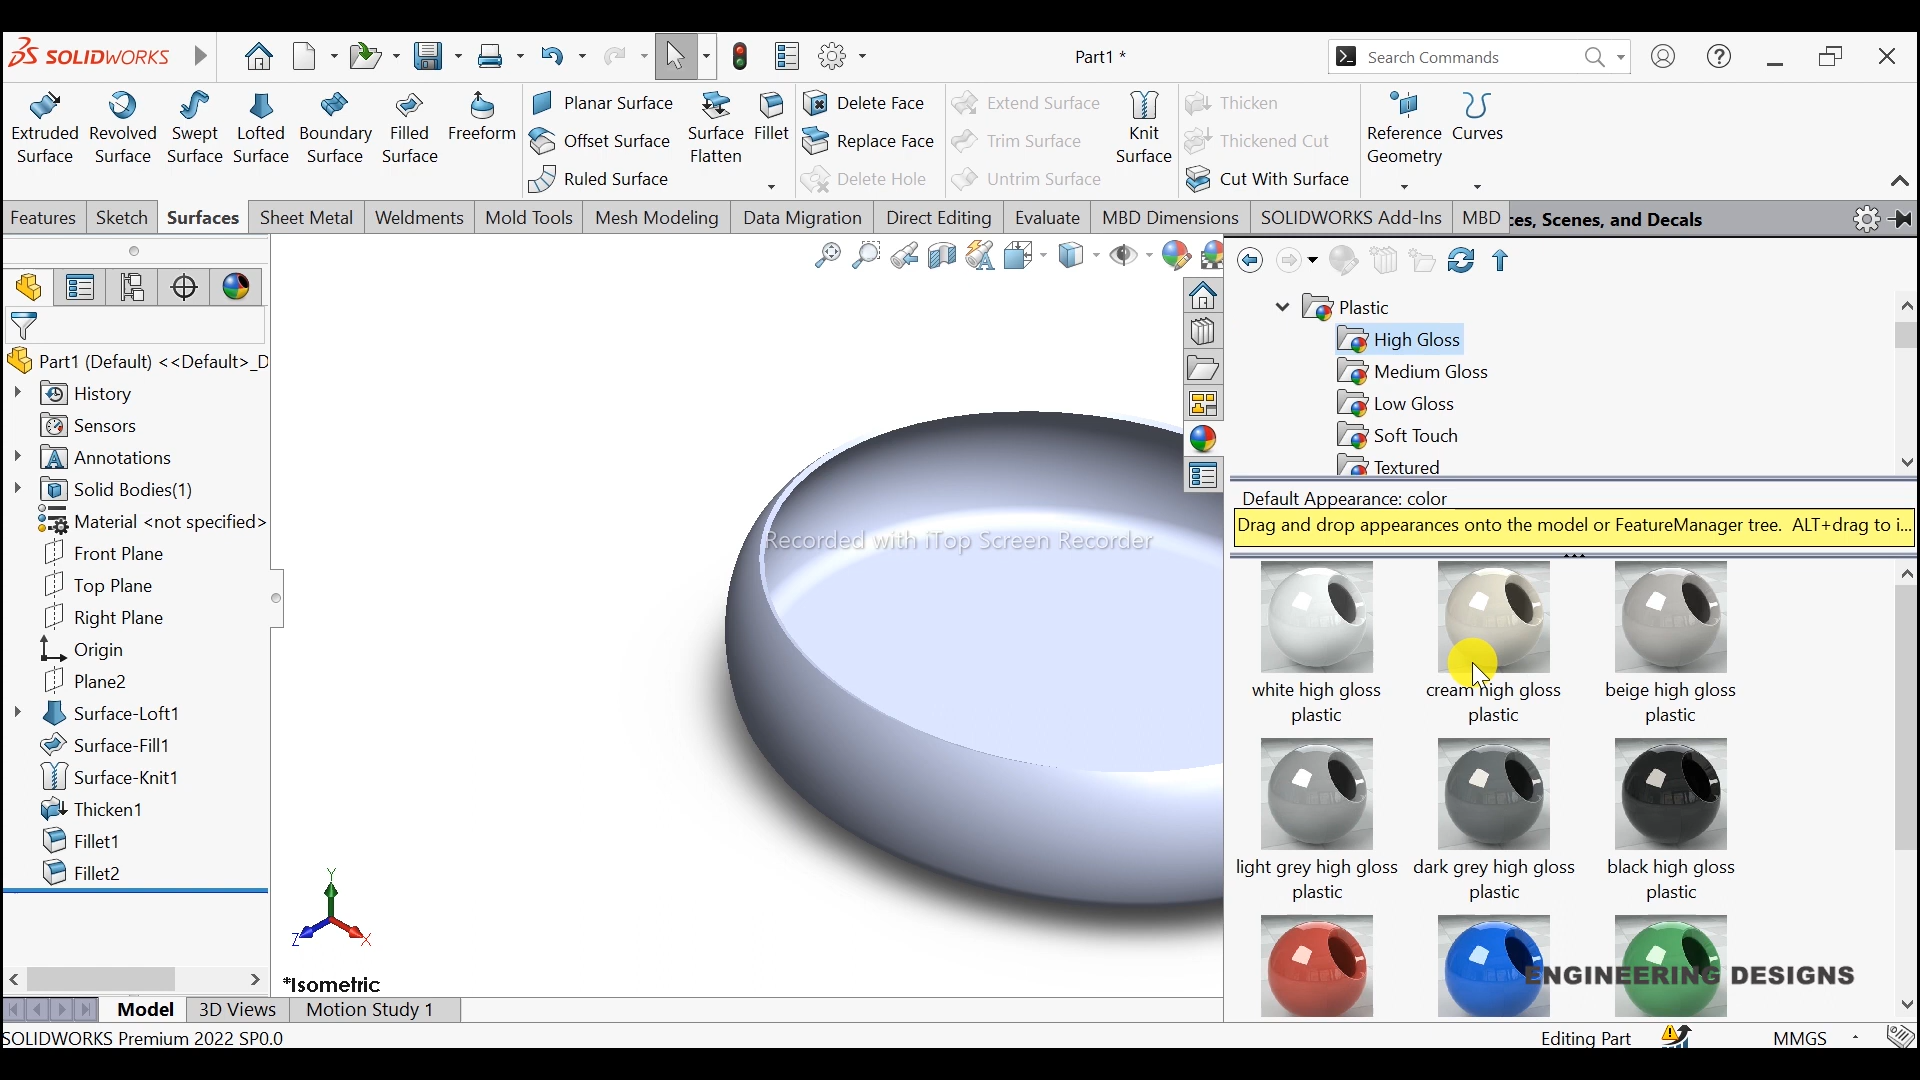 SOLIDWORKS
Part1 *
Search Commands
Extruded Surface
Revolved Surface
Swept Surface
Lofted Surface
Boundary Surface
Filled Surface
Freeform
Planar Surface
Offset Surface
Ruled Surface
Surface Flatten
Fillet
Delete Face
Replace Face
Delete Hole
Extend Surface
Trim Surface
Untrim Surface
Knit Surface
Thicken
Thickened Cut
Cut With Surface
Reference Geometry
Curves
Features
Sketch
Surfaces
Sheet Metal
Weldments
Mold Tools
Mesh Modeling
Data Migration
Direct Editing
Evaluate
MBD Dimensions
SOLIDWORKS Add-Ins
MBD
ces, Scenes, and Decals
Part1 (Default) <<Default>_D
History
Sensors
Annotations
Solid Bodies(1)
Material <not specified>
Front Plane
Top Plane
Right Plane
Origin
Plane2
Surface-Loft1
Surface-Fill1
Surface-Knit1
Thicken1
Fillet1
Fillet2
Recorded with iTop Screen Recorder
Y
Z
X
*Isometric
Plastic
High Gloss
Medium Gloss
Low Gloss
Soft Touch
Textured
Default Appearance: color
Drag and drop appearances onto the model or FeatureManager tree. ALT+drag to i...
white high gloss plastic
cream high gloss plastic
beige high gloss plastic
light grey high gloss plastic
dark grey high gloss plastic
black high gloss plastic
ENGINEERING DESIGNS
Model
3D Views
Motion Study 1
SOLIDWORKS Premium 2022 SP0.0
Editing Part
MMGS